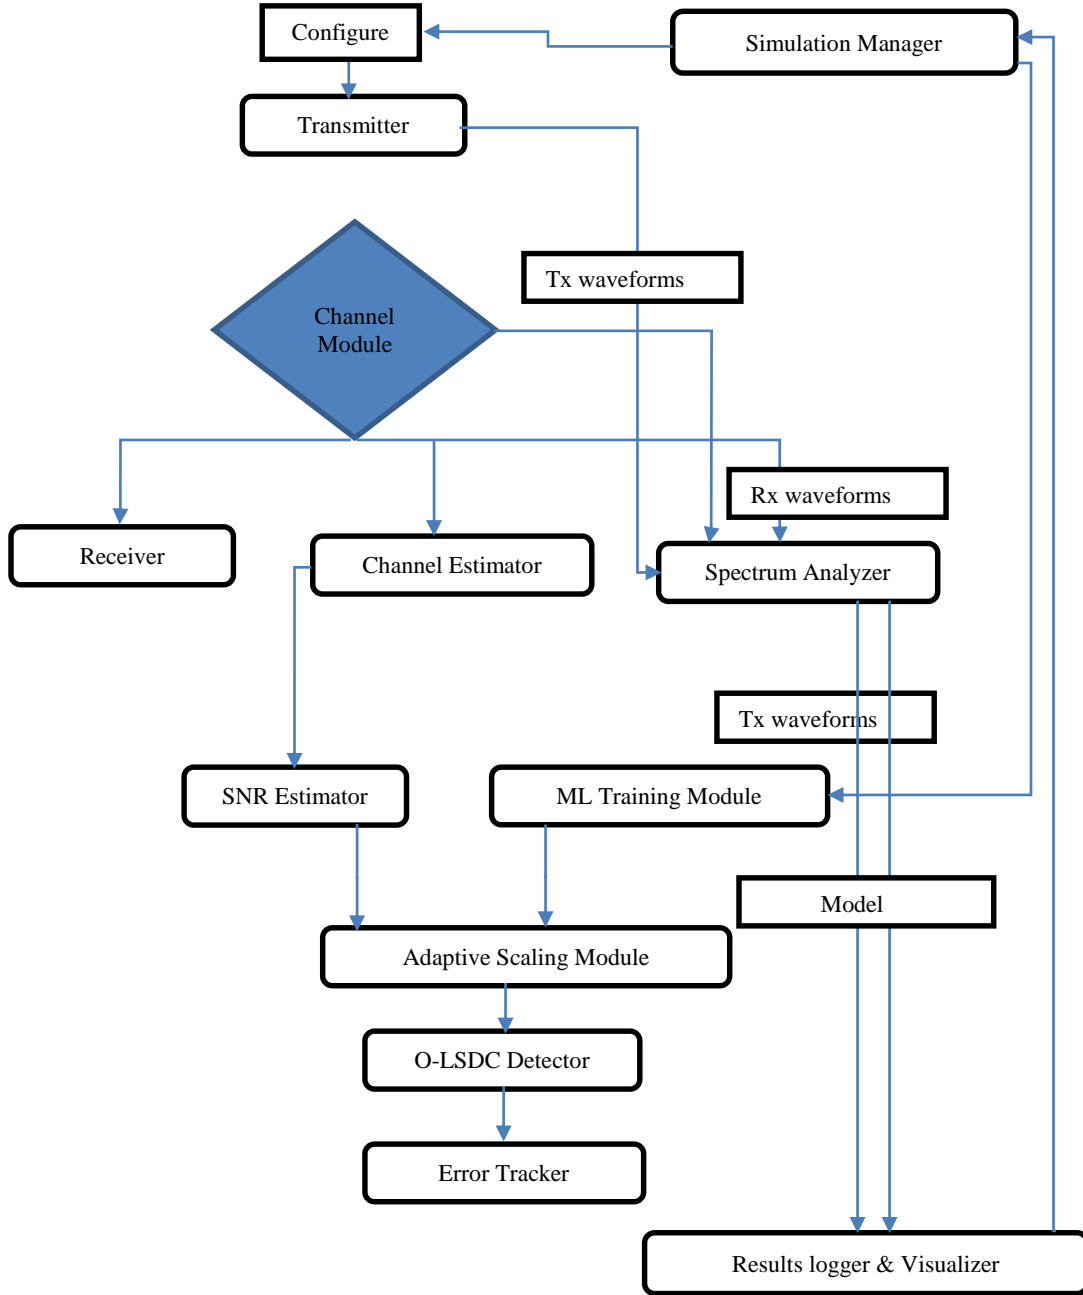 Configure
Simulation Manager
Transmitter
Tx waveforms
Channel
Module
Rx waveforms
Receiver
Channel Estimator
Spectrum Analyzer
Tx waveforms
SNR Estimator
ML Training Module
Model
Adaptive Scaling Module
O-LSDC Detector
Error Tracker
Results logger & Visualizer